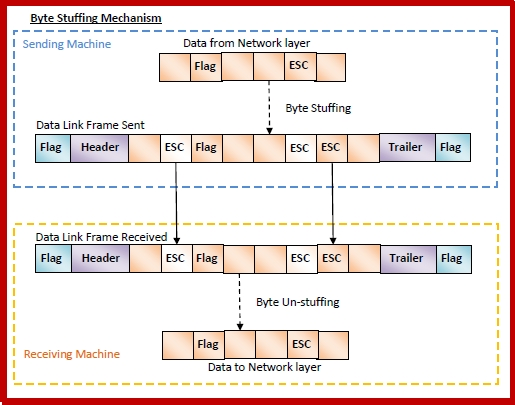 Byte Stuffing Mechanism
Sending Machine
Data from Network layer
Flag ESC
Byte Stuffing
Data Link Frame Sent
Flag Header ESC Flag ESC ESC Trailer Flag
Data Link Frame Received
Flag Header ESC Flag ESC ESC Trailer Flag
Byte Un-stuffing
Flag ESC
Receiving Machine
Data to Network layer